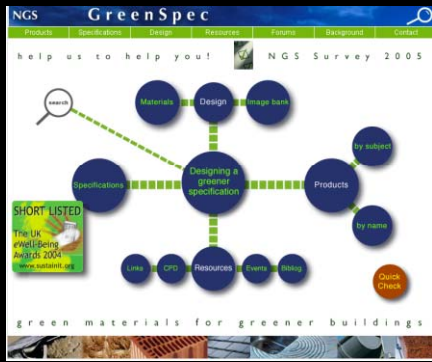 NGS GreenSpec
Products Specifications Design Resources Forums Background Contact
help us to help you! NGS Survey 2005
search
Materials Design Image bank
by subject
Specifications
Designing a
greener
specification
Products
by name
SHORT LISTED
The UK
eWell-Being
Awards 2004
www.sustainit.org
Links CPD Resources Events Biblog
Quick
Check
green materials for greener buildings